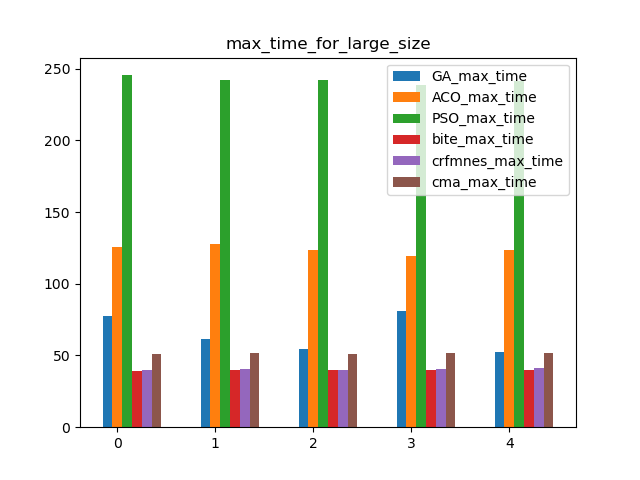 max_time_for_large_size
250
200
150
100
50
0
GA_max_time
ACO_max_time
PSO_max_time
bite_max_time
crfmnes_max_time
cma_max_time
0 1 2 3 4